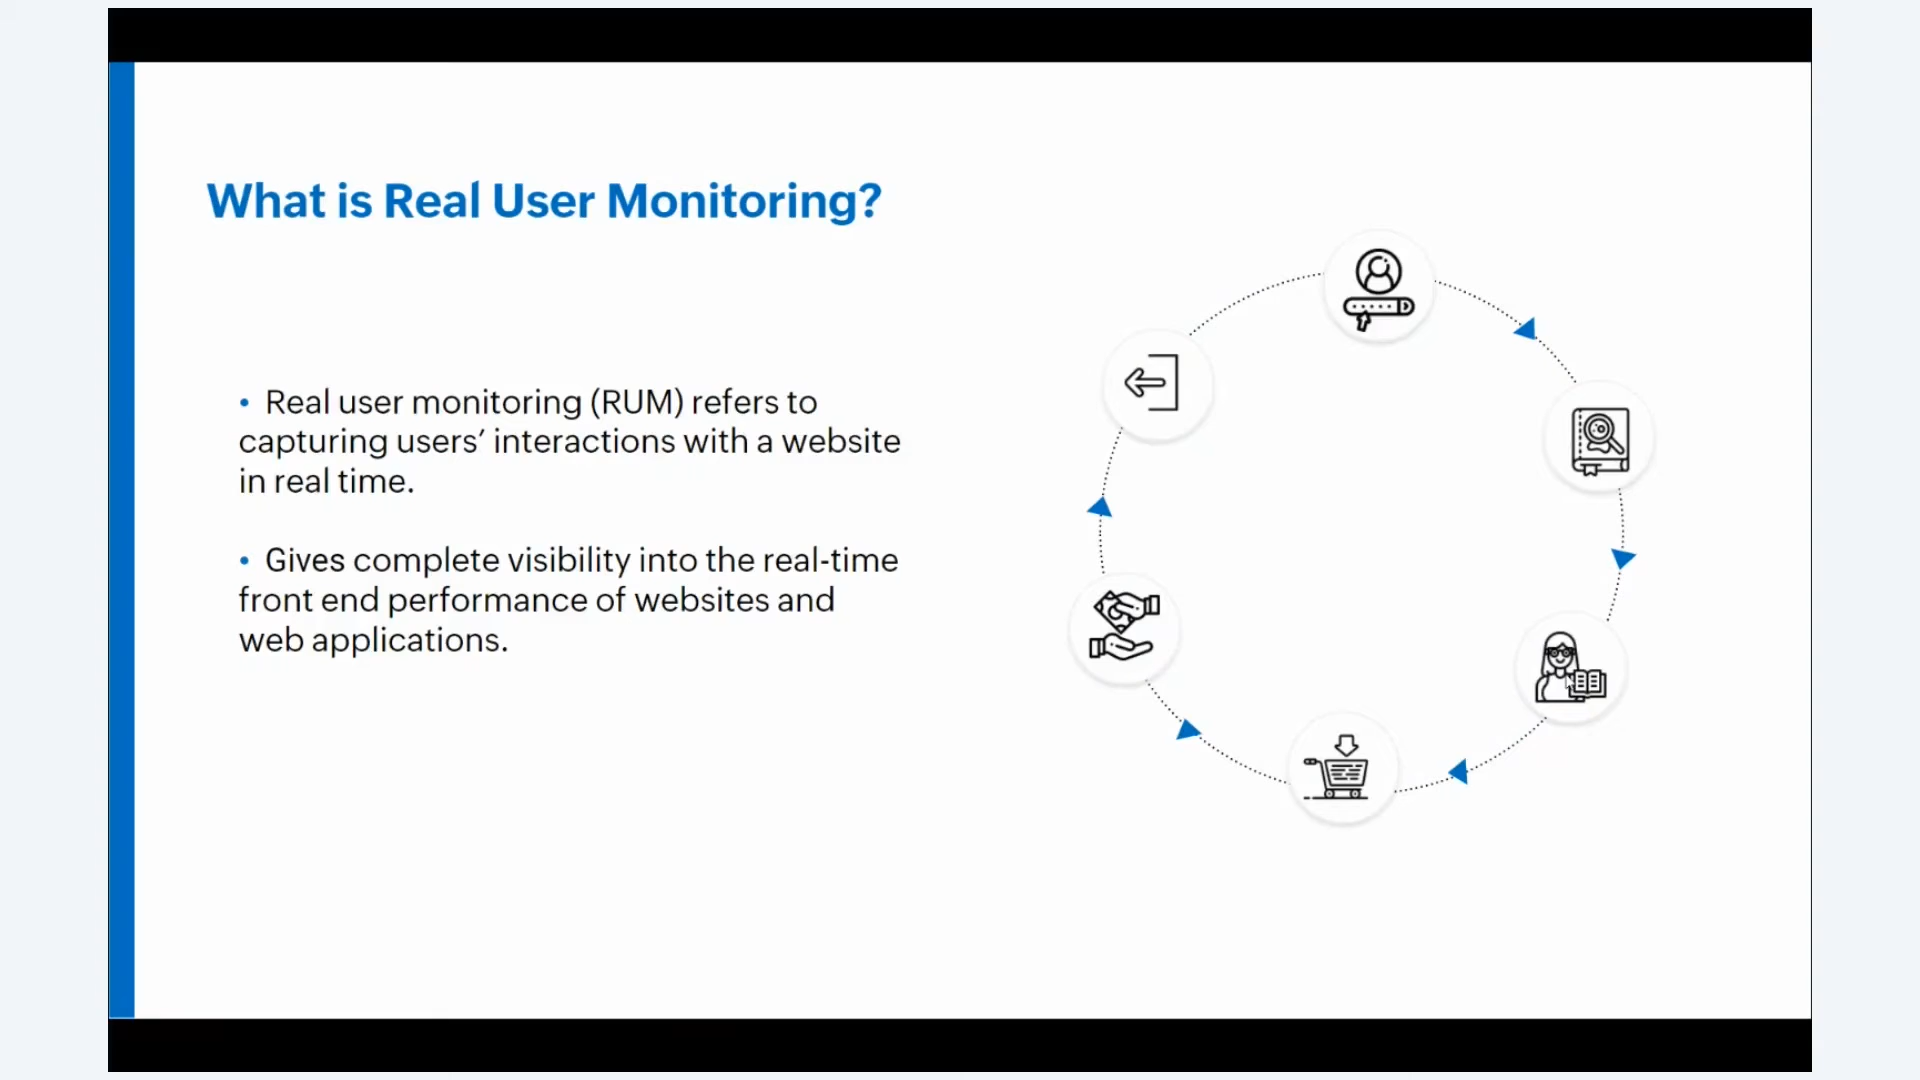 What is Real User Monitoring?
• Real user monitoring (RUM) refers to
capturing users’ interactions with a website
in real time.
• Gives complete visibility into the real-time
front end performance of websites and
web applications.